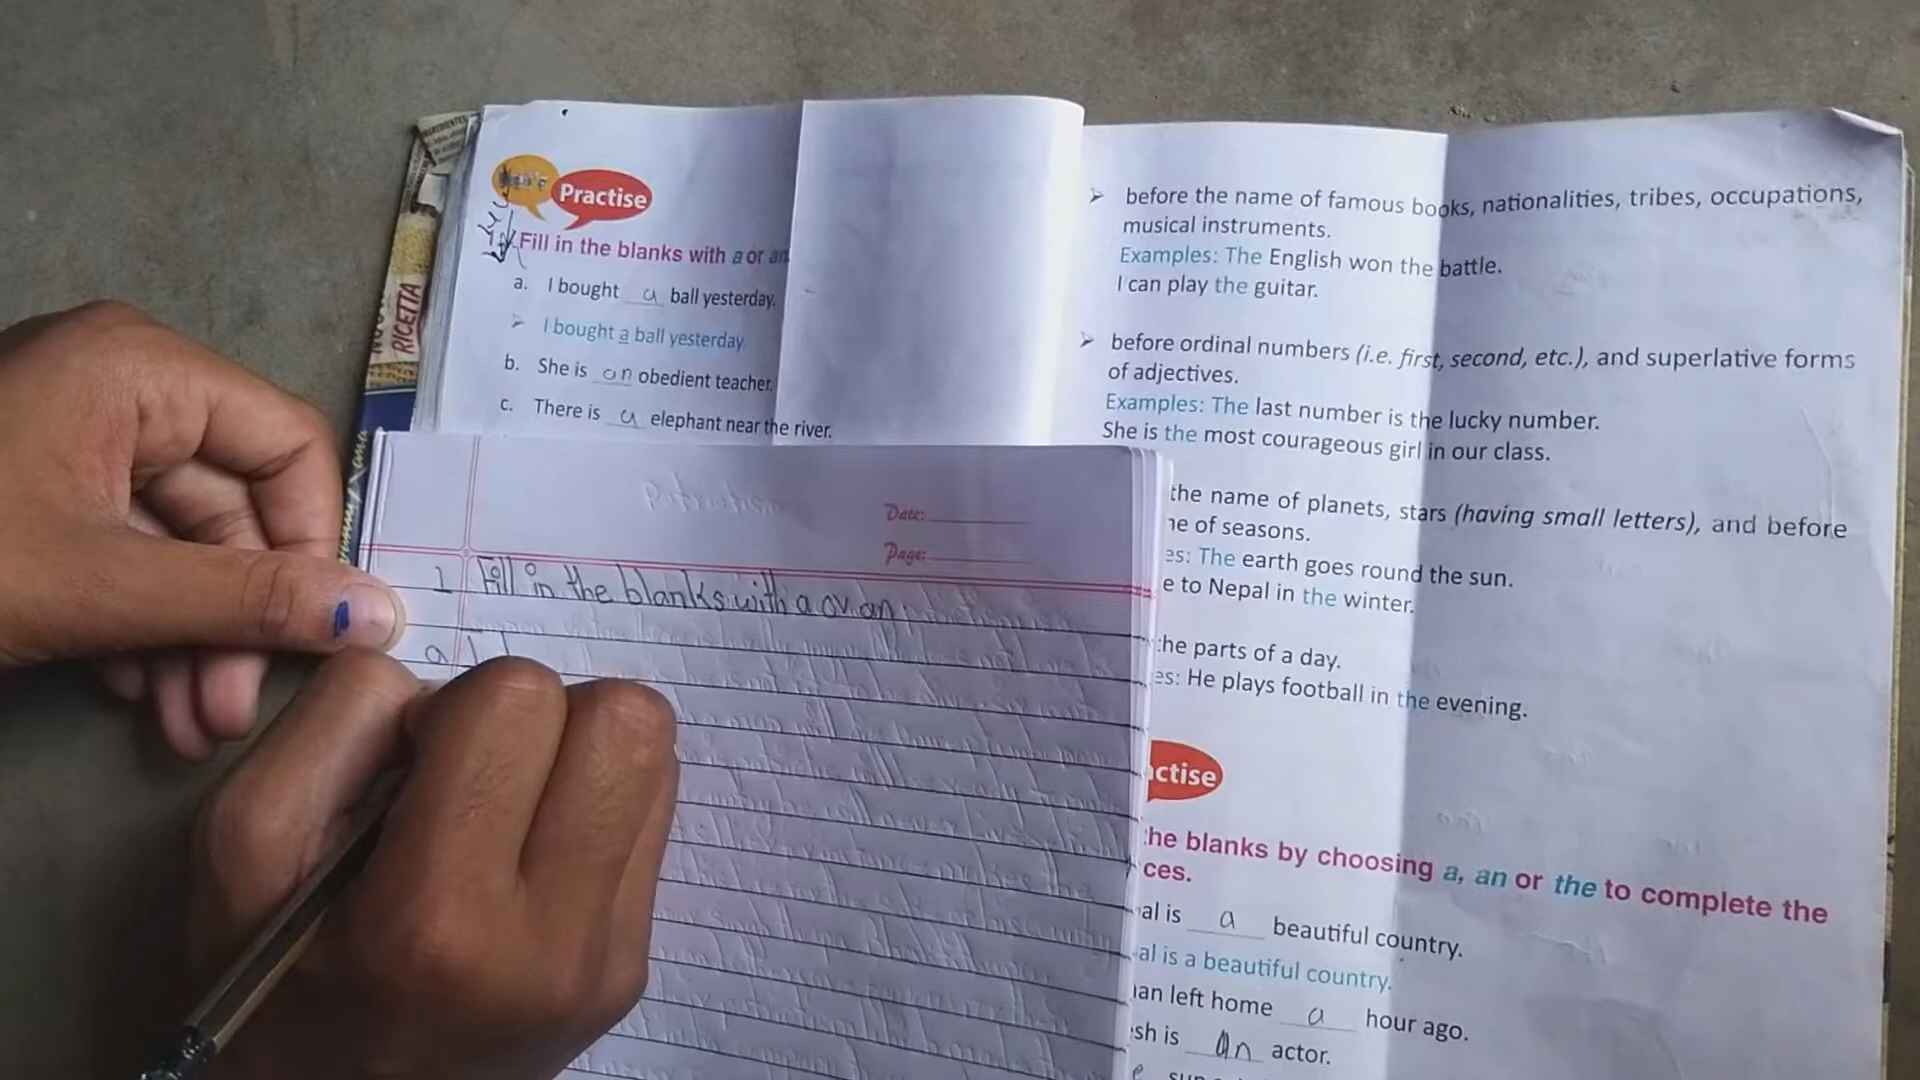 Practise
Fill in the blanks with a or an
a. I bought a ball yesterday.
➢ I bought a ball yesterday.
b. She is an obedient teacher.
c. There is a elephant near the river.
RICETTA
Date:
Page:
1 Fill in the blanks with a or an.
a. I b
➢ before the name of famous books, nationalities, tribes, occupations,
musical instruments.
Examples: The English won the battle.
I can play the guitar.
➢ before ordinal numbers (i.e. first, second, etc.), and superlative forms
of adjectives.
Examples: The last number is the lucky number.
She is the most courageous girl in our class.
the name of planets, stars (having small letters), and before
ne of seasons.
es: The earth goes round the sun.
e to Nepal in the winter.
the parts of a day.
es: He plays football in the evening.
actise
the blanks by choosing a, an or the to complete the
ces.
al is a beautiful country.
al is a beautiful country.
an left home a hour ago.
sh is an actor.